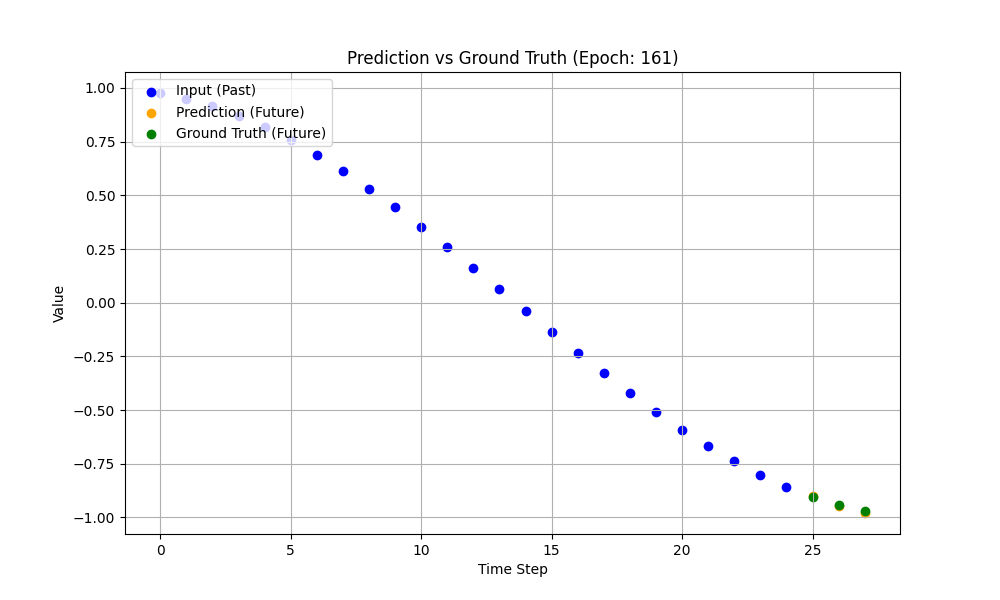 Prediction vs Ground Truth (Epoch: 161)
Input (Past)
Prediction (Future)
Ground Truth (Future)
1.00
0.75
0.50
0.25
0.00
−0.25
−0.50
−0.75
−1.00
Value
0 5 10 15 20 25
Time Step